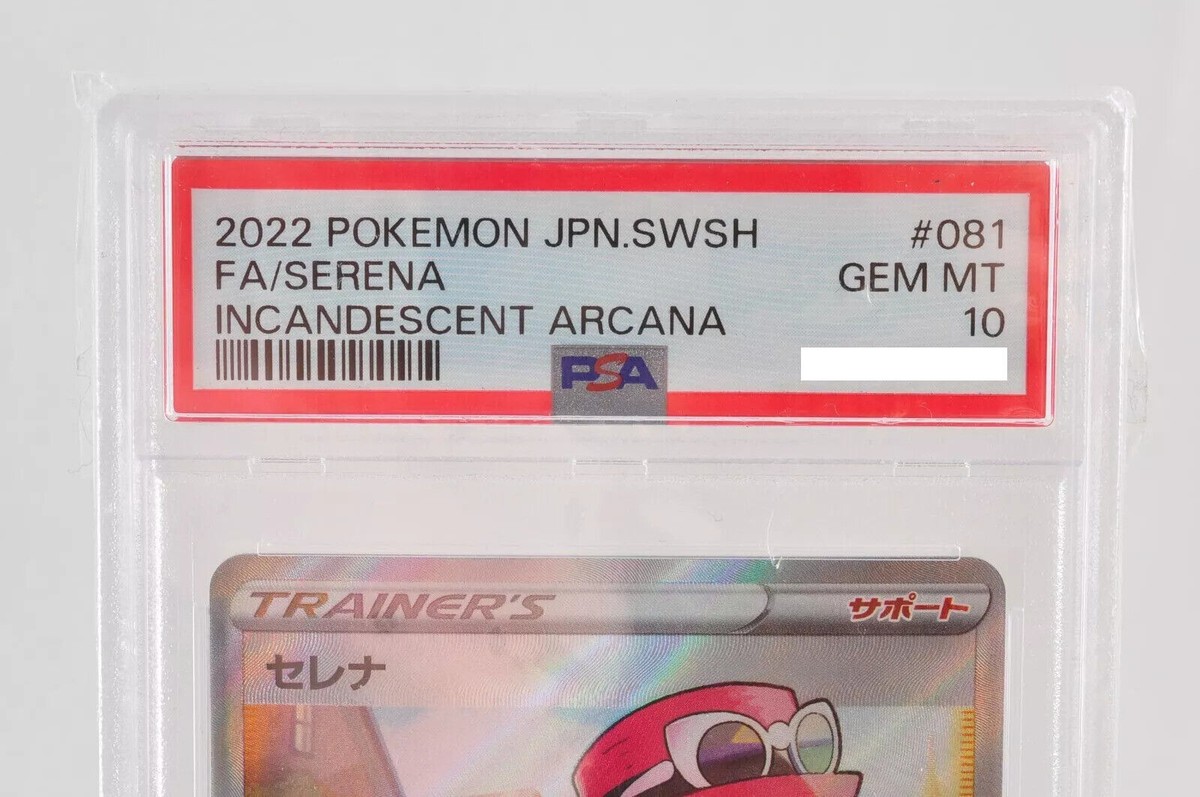 2022 POKEMON JPN.SWSH #081
FA/SERENA GEM MT
INCANDESCENT ARCANA 10
PSA
TRAINER'S サポート
セレナ